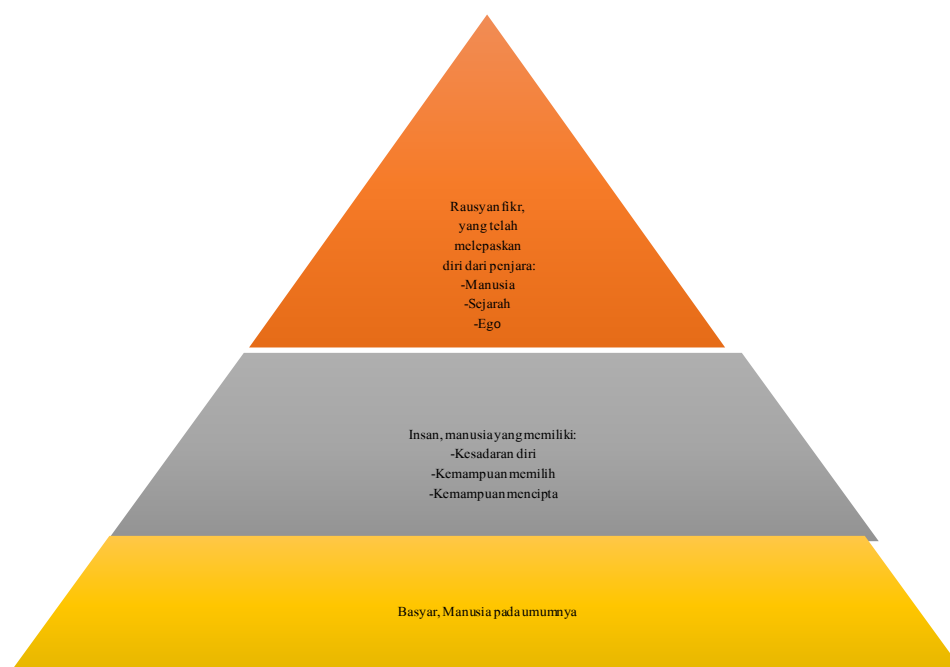 Rausyan fikr,
yang telah
melepaskan
diri dari penjara:
-Manusia
-Sejarah
-Ego
Insan, manusia yang memiliki:
-Kesadaran diri
-Kemampuan memilih
-Kemampuan mencipta
Basyar, Manusia pada umumnya